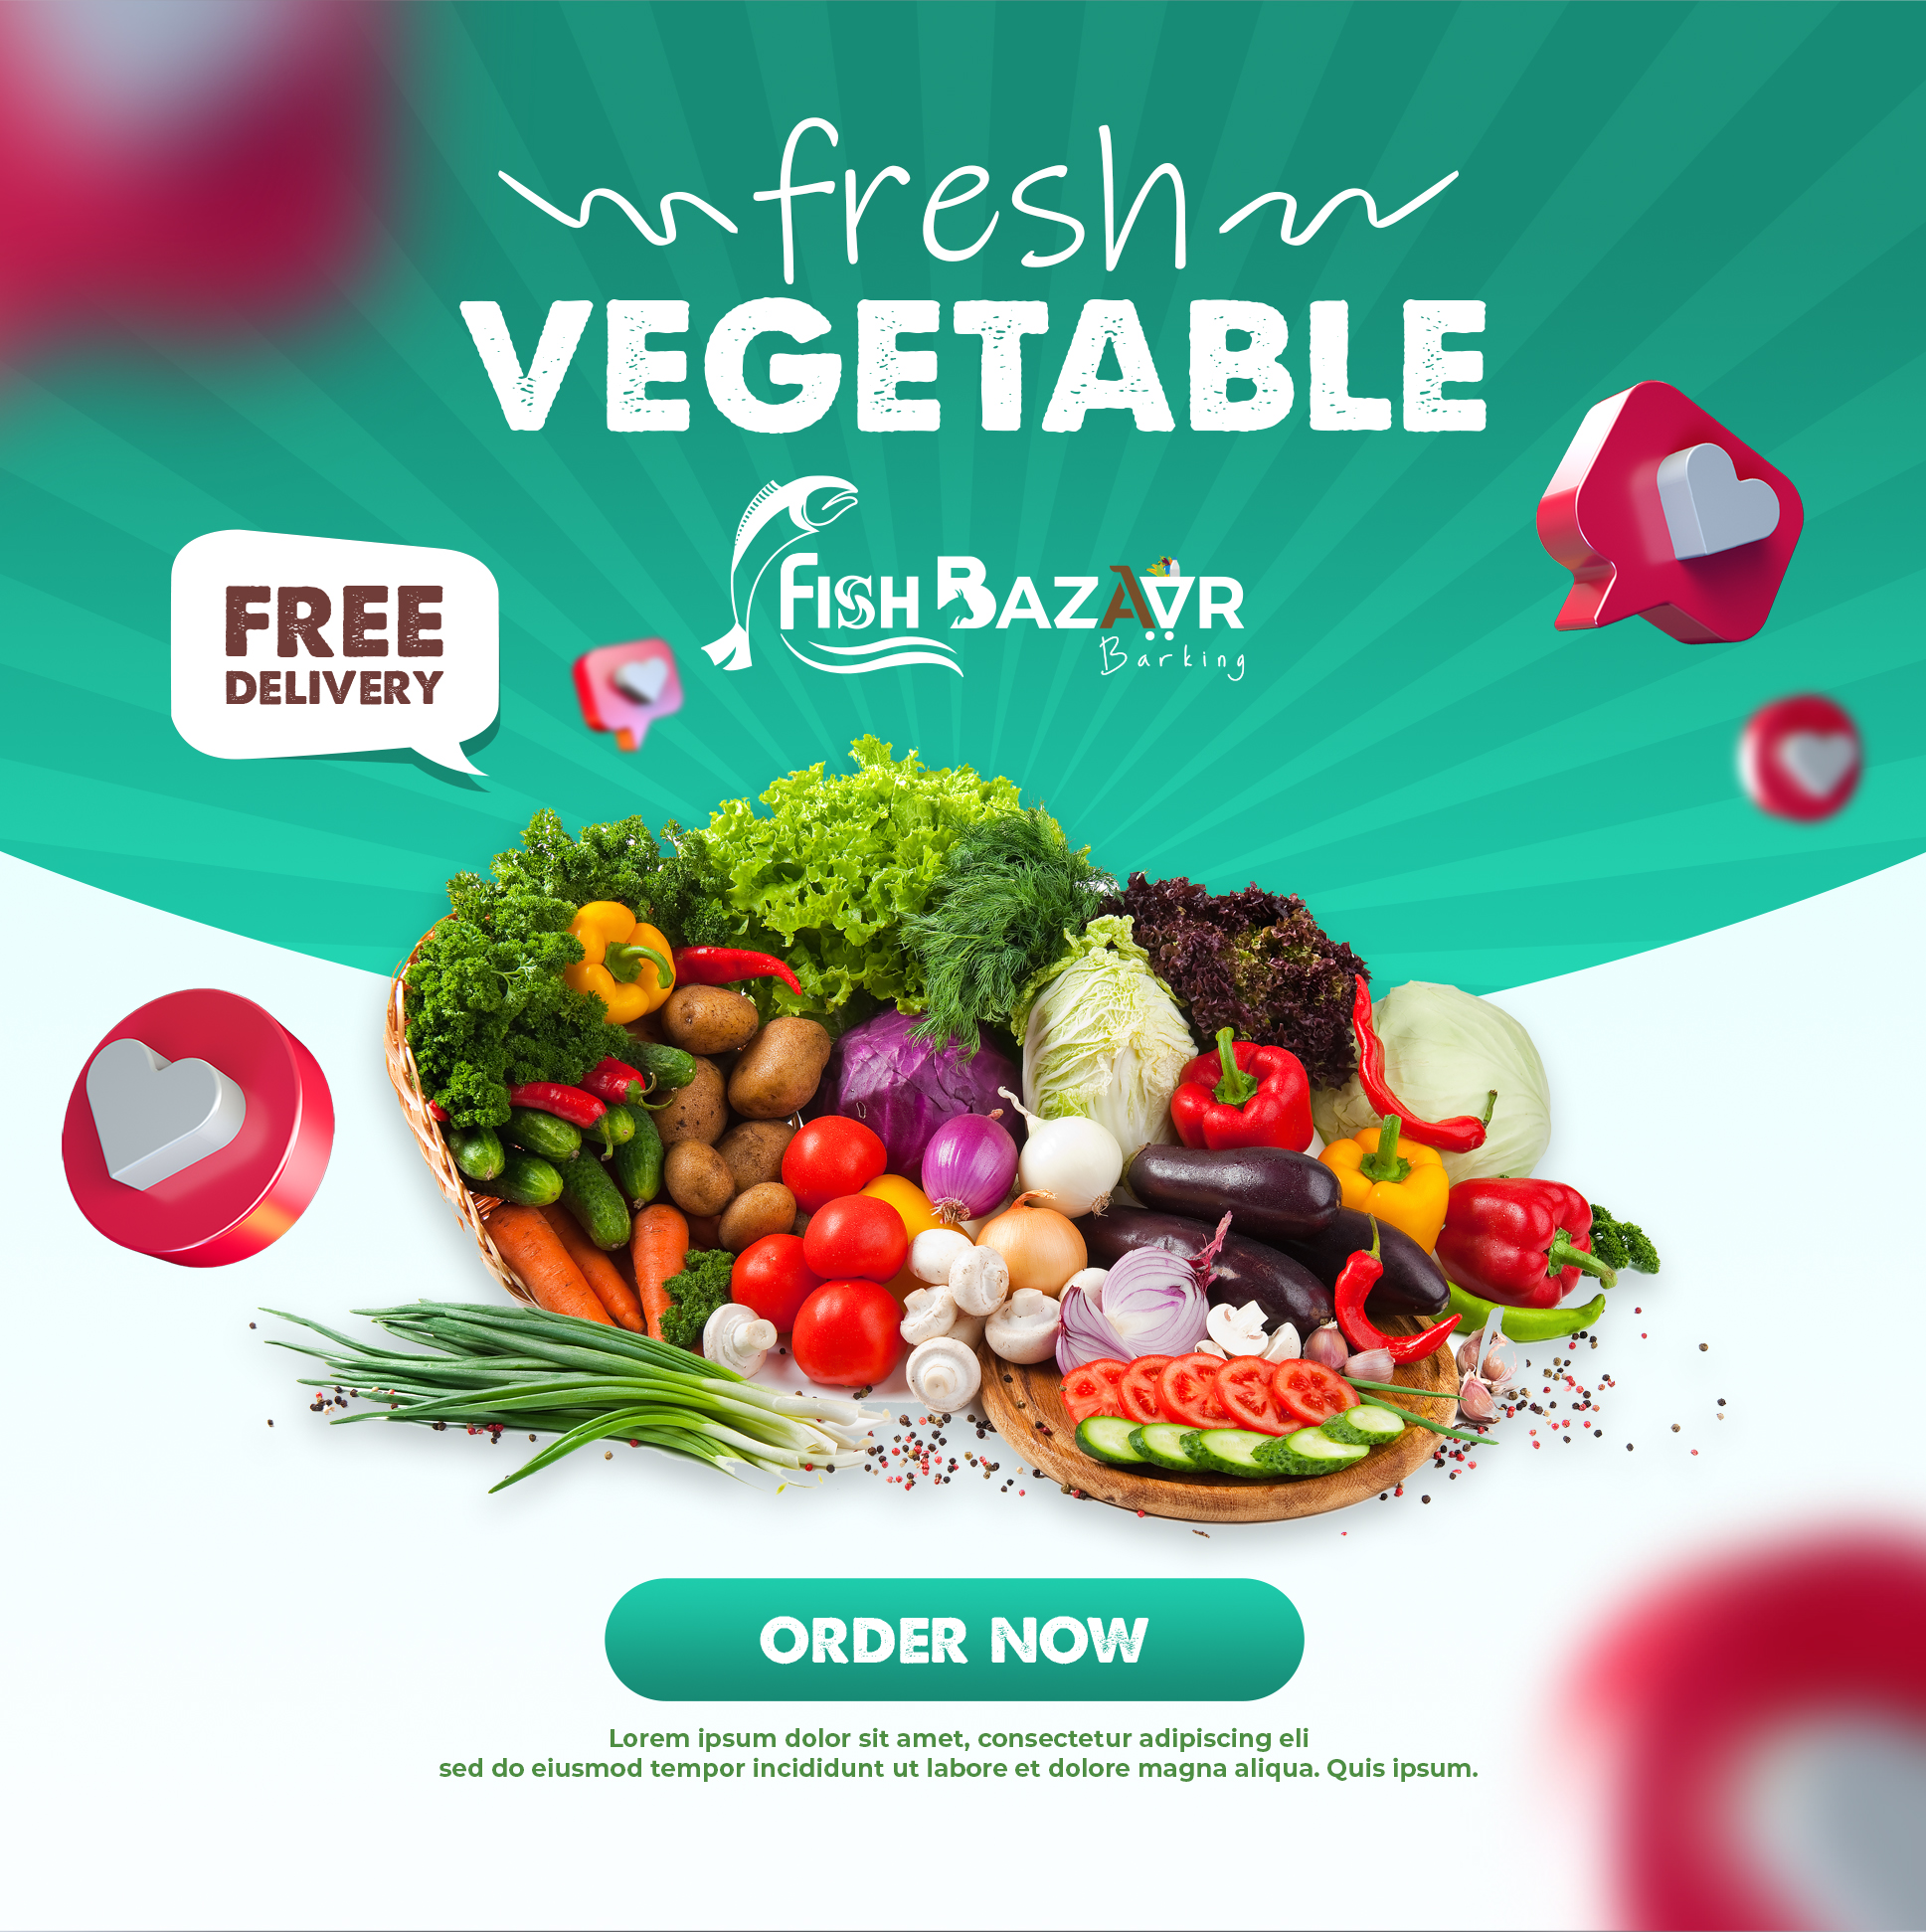 fresh
VEGETABLE
FISH BAZAAR
Barking
FREE
DELIVERY
ORDER NOW
Lorem ipsum dolor sit amet, consectetur adipiscing eli
sed do eiusmod tempor incididunt ut labore et dolore magna aliqua. Quis ipsum.